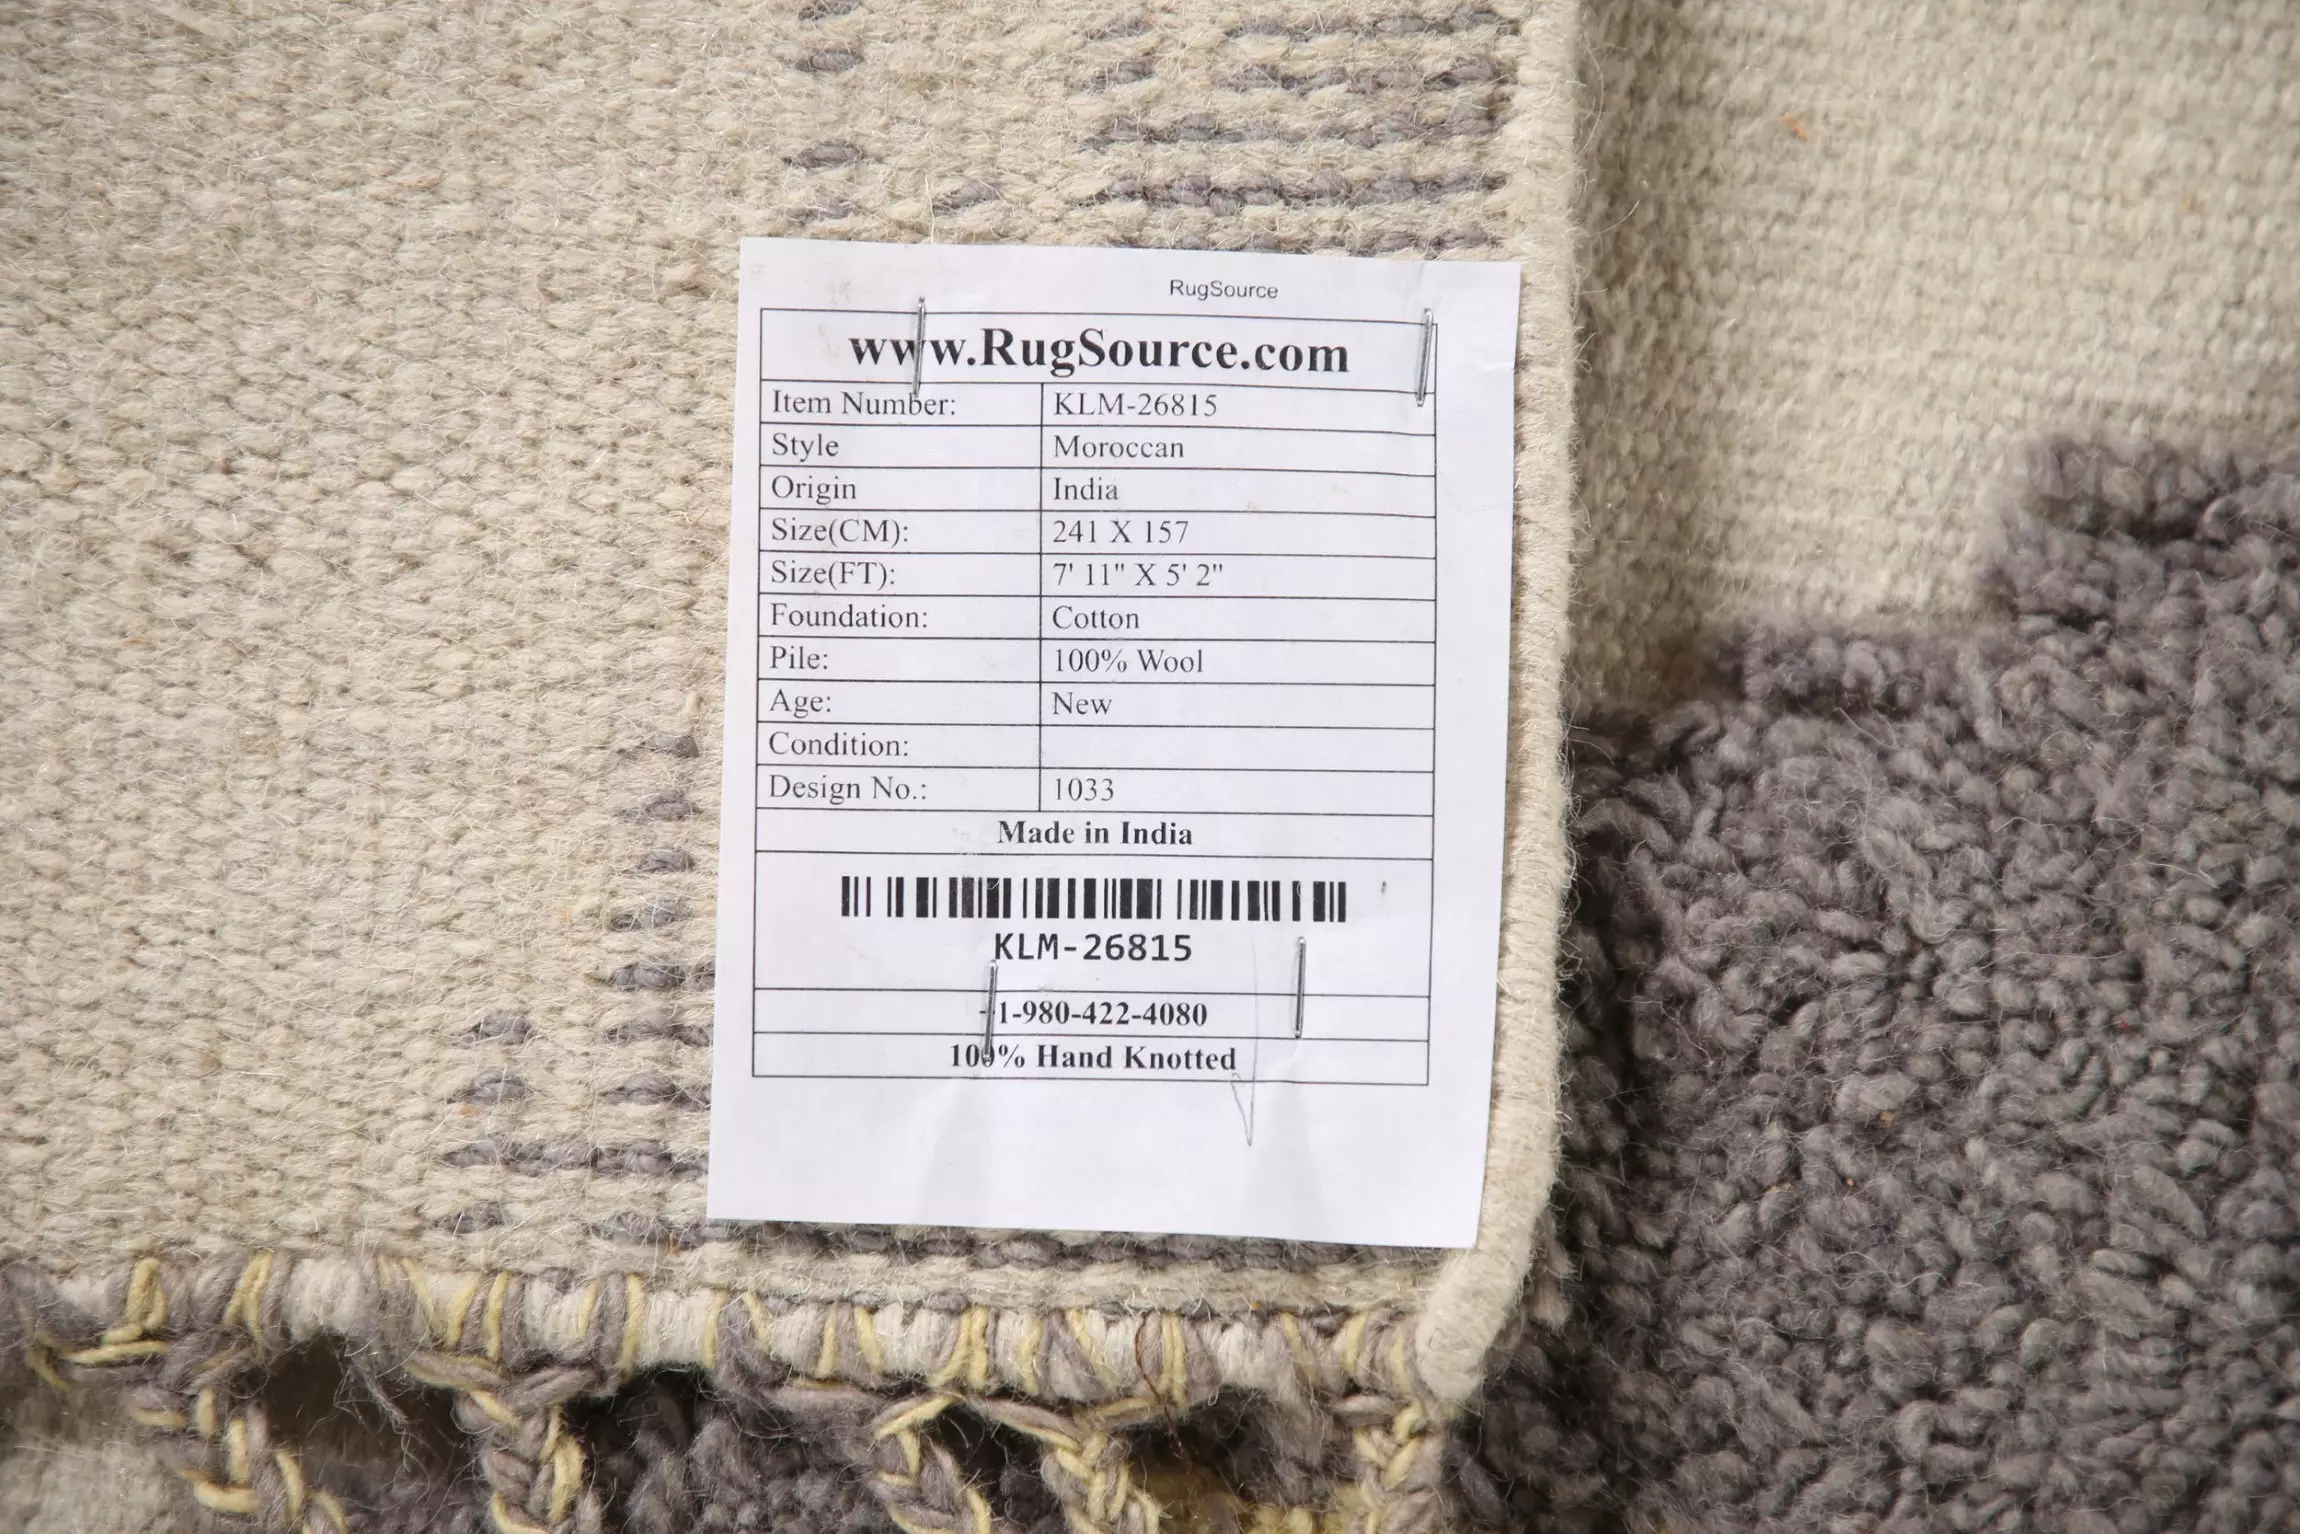 RugSource
www.RugSource.com
Item Number: KLM-26815
Style Moroccan
Origin India
Size(CM): 241 X 157
Size(FT): 7' 11" X 5' 2"
Foundation: Cotton
Pile: 100% Wool
Age: New
Condition:
Design No.: 1033
Made in India
KLM-26815
+1-980-422-4080
100% Hand Knotted